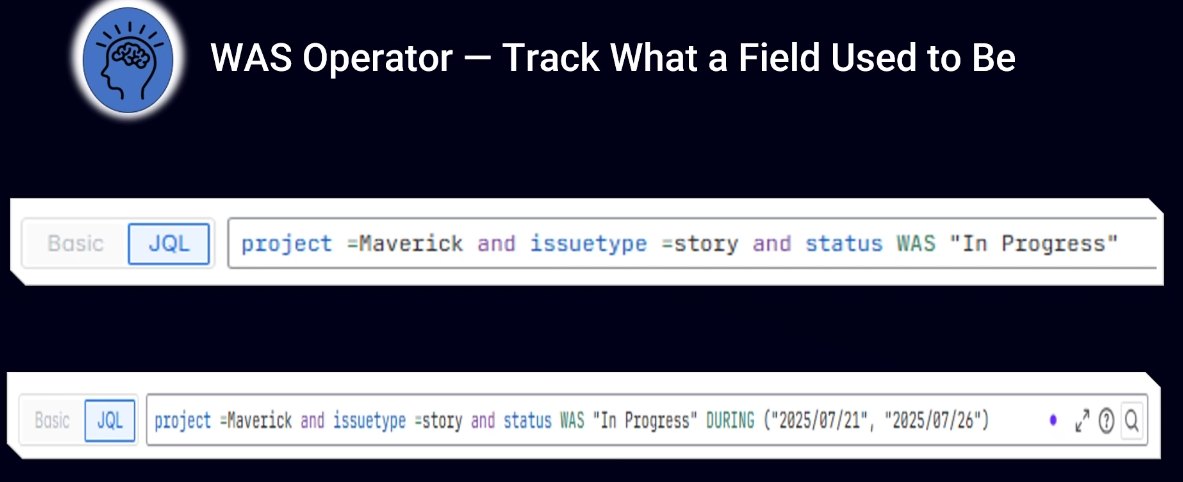 WAS Operator — Track What a Field Used to Be
Basic JQL project =Maverick and issuetype =story and status WAS "In Progress"
Basic JQL project =Maverick and issuetype =story and status WAS "In Progress" DURING ("2025/07/21", "2025/07/26") ?